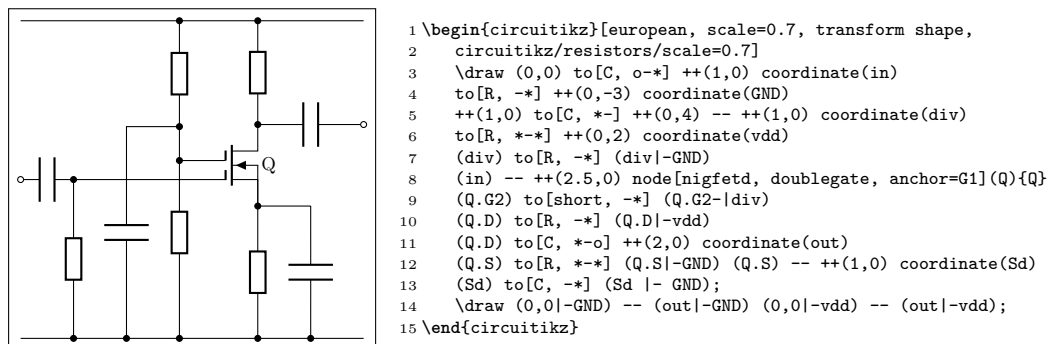 Q
1 \begin{circuitikz}[european, scale=0.7, transform shape,
2 circuitikz/resistors/scale=0.7]
3 \draw (0,0) to[C, o-*] ++(1,0) coordinate(in)
4 to[R, -*] ++(0,-3) coordinate(GND)
5 ++(1,0) to[C, *-] ++(0,4) -- ++(1,0) coordinate(div)
6 to[R, *-*] ++(0,2) coordinate(vdd)
7 (div) to[R, -*] (div|-GND)
8 (in) -- ++(2.5,0) node[nigfetd, doublegate, anchor=G1](Q){Q}
9 (Q.G2) to[short, -*] (Q.G2-|div)
10 (Q.D) to[R, -*] (Q.D|-vdd)
11 (Q.D) to[C, *-o] ++(2,0) coordinate(out)
12 (Q.S) to[R, *-*] (Q.S|-GND) (Q.S) -- ++(1,0) coordinate(Sd)
13 (Sd) to[C, -*] (Sd |- GND);
14 \draw (0,0|-GND) -- (out|-GND) (0,0|-vdd) -- (out|-vdd);
15 \end{circuitikz}